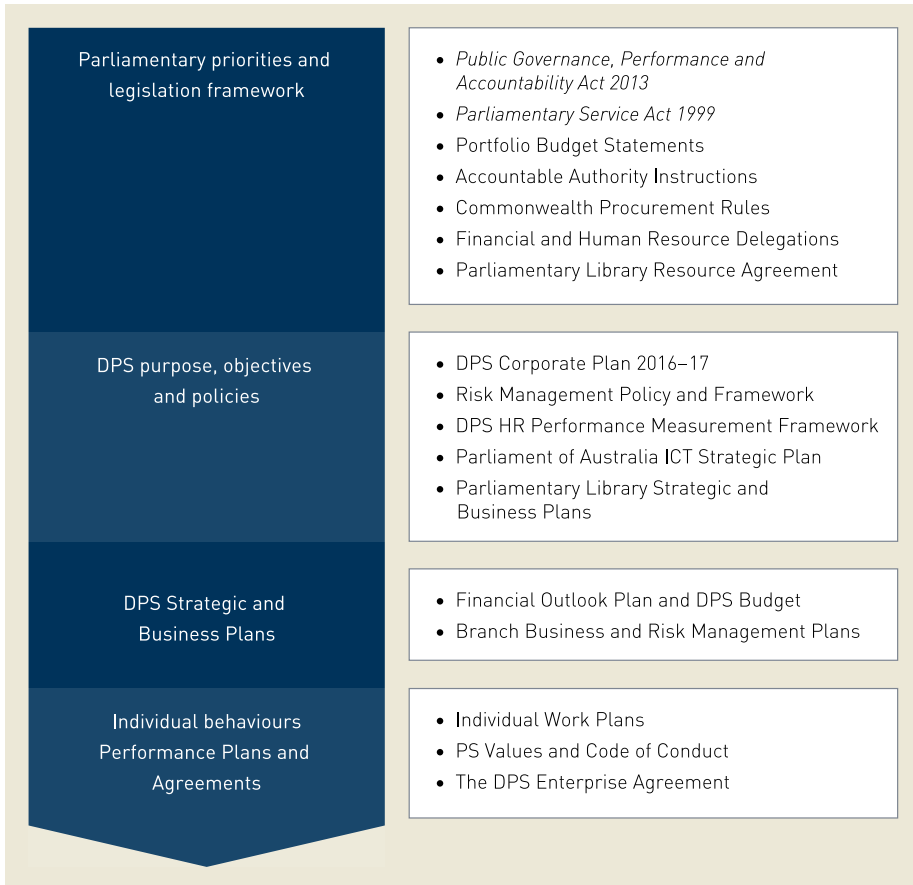 Parliamentary priorities and
legislation framework
• Public Governance, Performance and
Accountability Act 2013
• Parliamentary Service Act 1999
• Portfolio Budget Statements
• Accountable Authority Instructions
• Commonwealth Procurement Rules
• Financial and Human Resource Delegations
• Parliamentary Library Resource Agreement
DPS purpose, objectives
and policies
• DPS Corporate Plan 2016–17
• Risk Management Policy and Framework
• DPS HR Performance Measurement Framework
• Parliament of Australia ICT Strategic Plan
• Parliamentary Library Strategic and
Business Plans
DPS Strategic and
Business Plans
• Financial Outlook Plan and DPS Budget
• Branch Business and Risk Management Plans
Individual behaviours
Performance Plans and
Agreements
• Individual Work Plans
• PS Values and Code of Conduct
• The DPS Enterprise Agreement